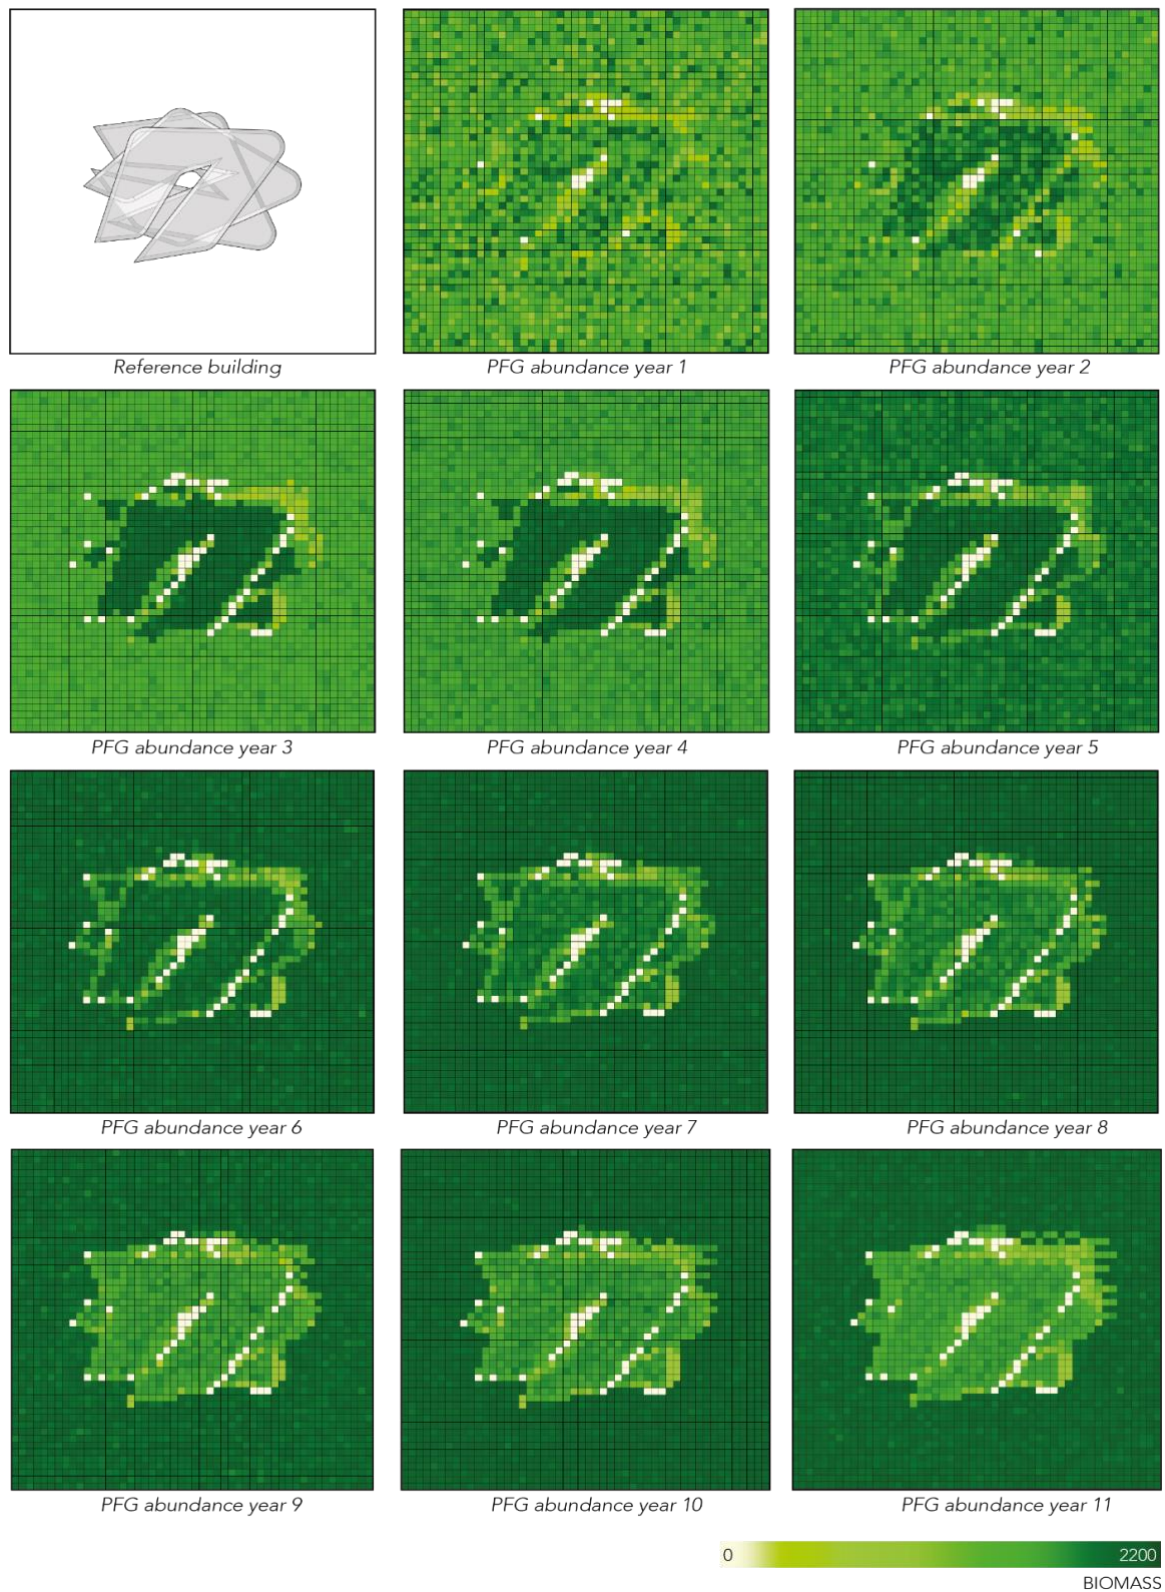 Reference building
PFG abundance year 1
PFG abundance year 2
PFG abundance year 3
PFG abundance year 4
PFG abundance year 5
PFG abundance year 6
PFG abundance year 7
PFG abundance year 8
PFG abundance year 9
PFG abundance year 10
PFG abundance year 11
0
2200
BIOMASS